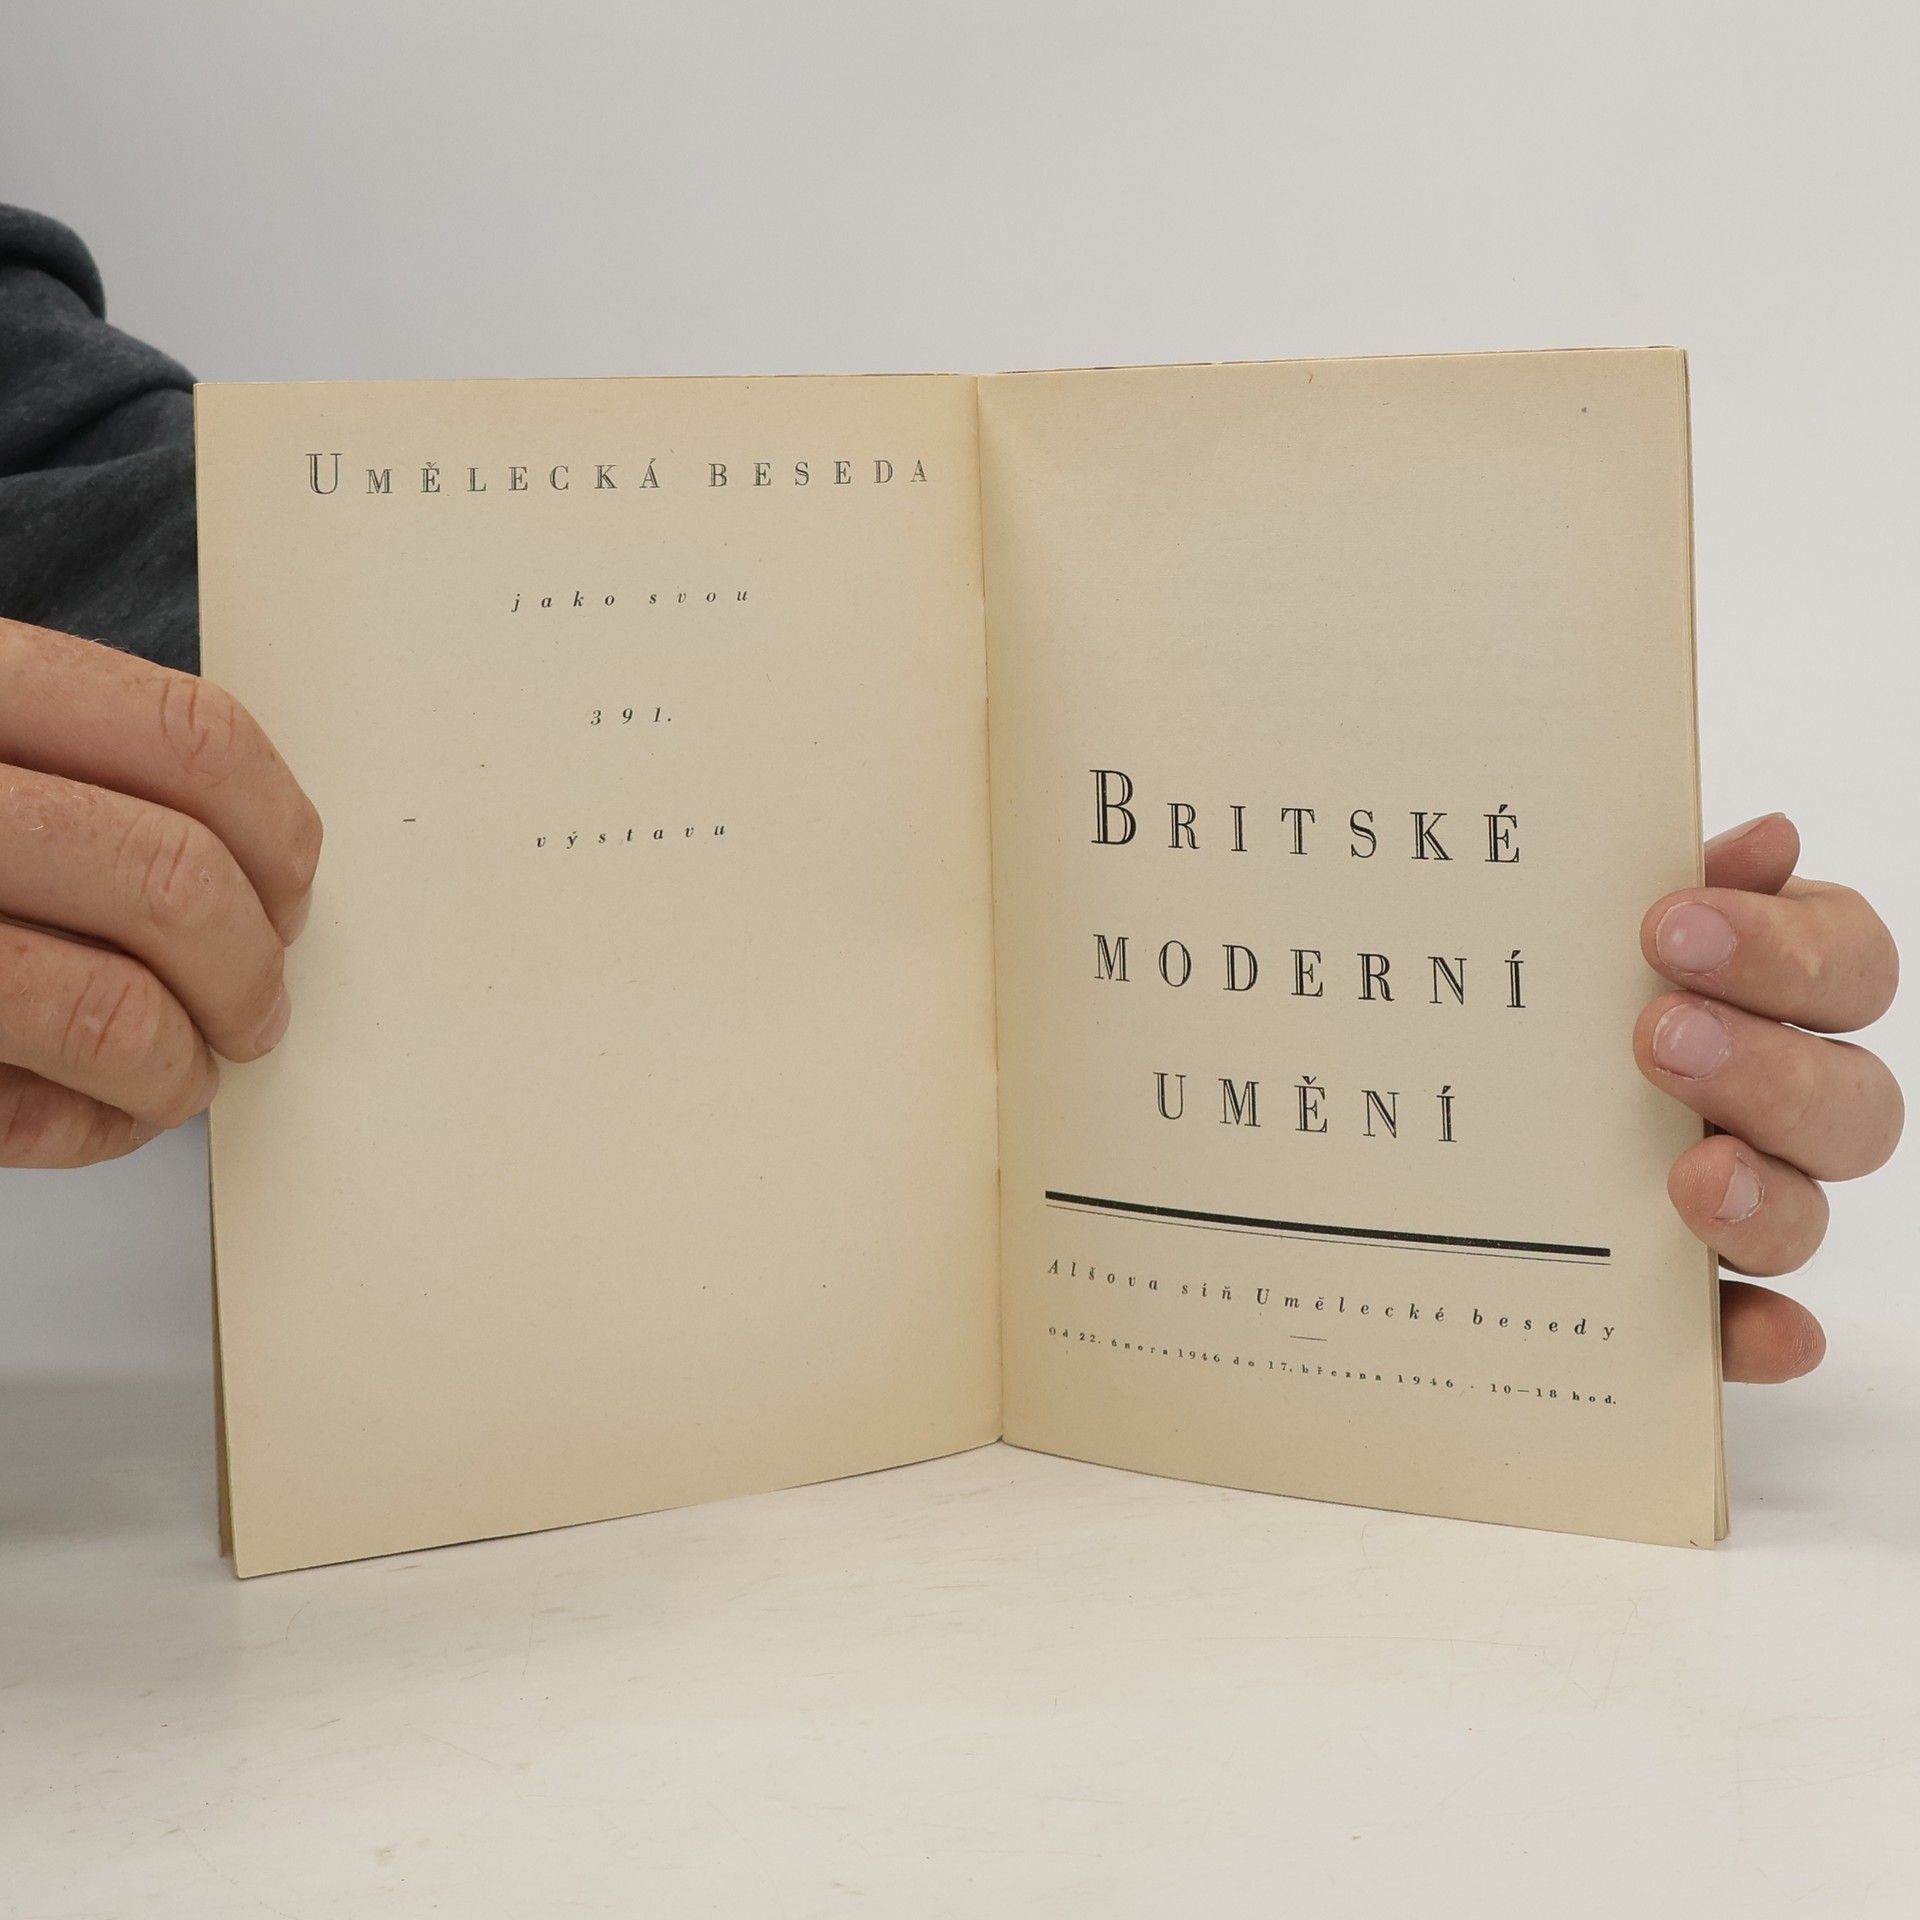 UMĚLECKÁ BESEDA
jako svou
391.
výstavu
BRITSKÉ
MODERNÍ
UMĚNÍ
Alšova síň Umělecké besedy
Od 22. února 1946 do 17. března 1946 . 10—18 hod.